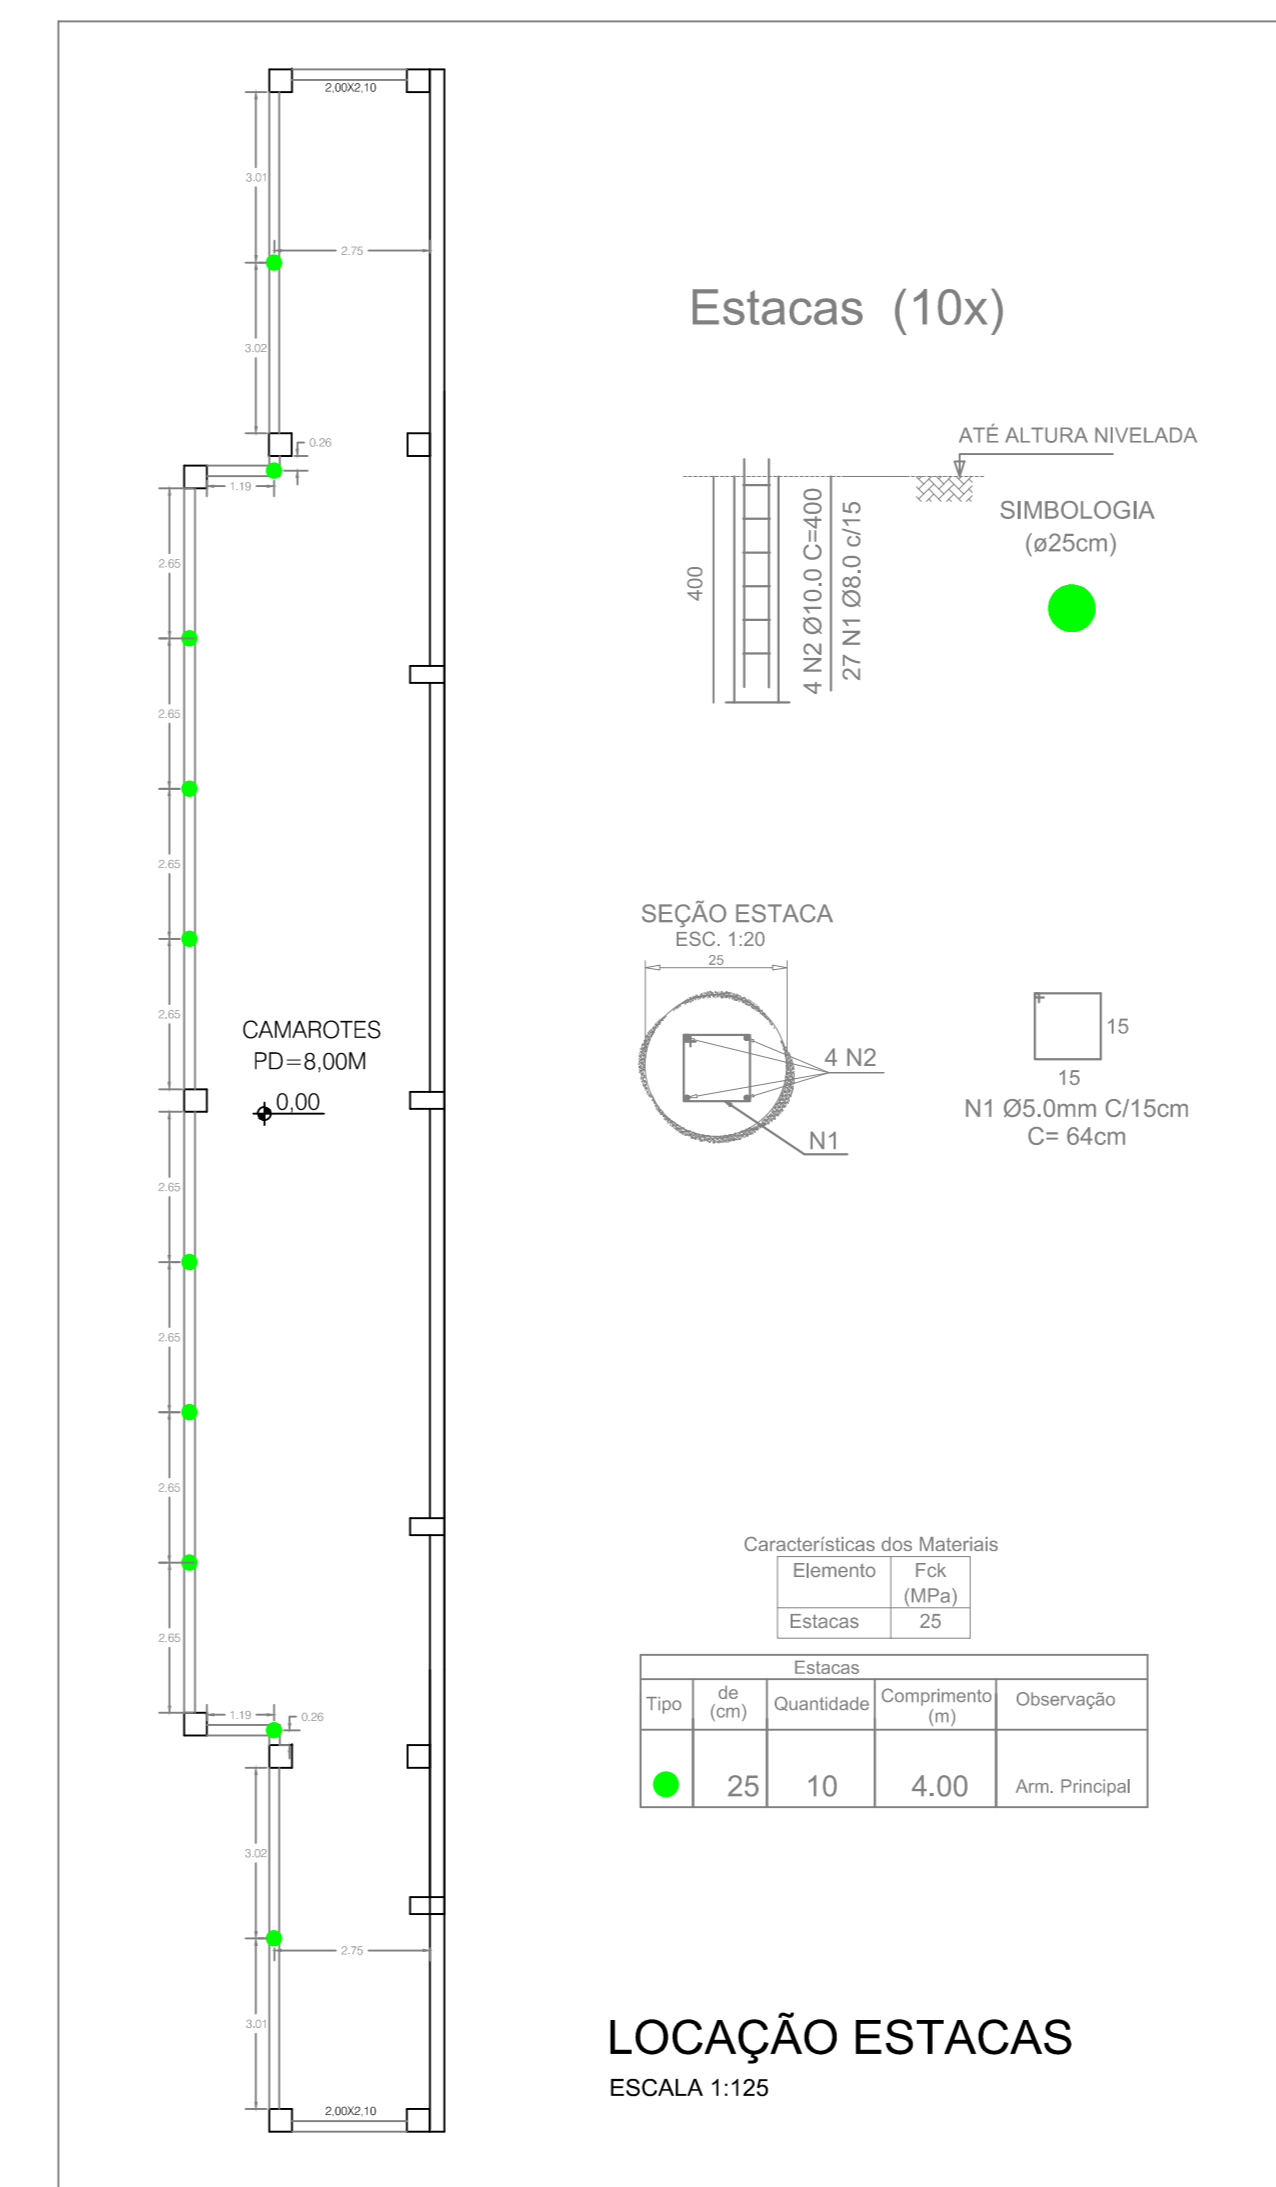 2,00X2,10
3.01
2.75
3.02
0.26
1.19
2.65
2.65
2.65
2.65
CAMAROTES
PD=8,00M
0,00
2.65
2.65
2.65
2.65
1.19
0.26
3.02
2.75
3.01
2,00X2,10
Estacas (10x)
ATÉ ALTURA NIVELADA
400
4 N2 Ø10.0 C=400
27 N1 Ø8.0 c/15
SIMBOLOGIA
(ø25cm)
SEÇÃO ESTACA
ESC. 1:20
25
4 N2
N1
15
15
N1 Ø5.0mm C/15cm
C= 64cm
Características dos Materiais
Elemento Fck
(MPa)
Estacas 25
Estacas
Tipo de (cm) Quantidade Comprimento (m) Observação
25 10 4.00 Arm. Principal
LOCAÇÃO ESTACAS
ESCALA 1:125